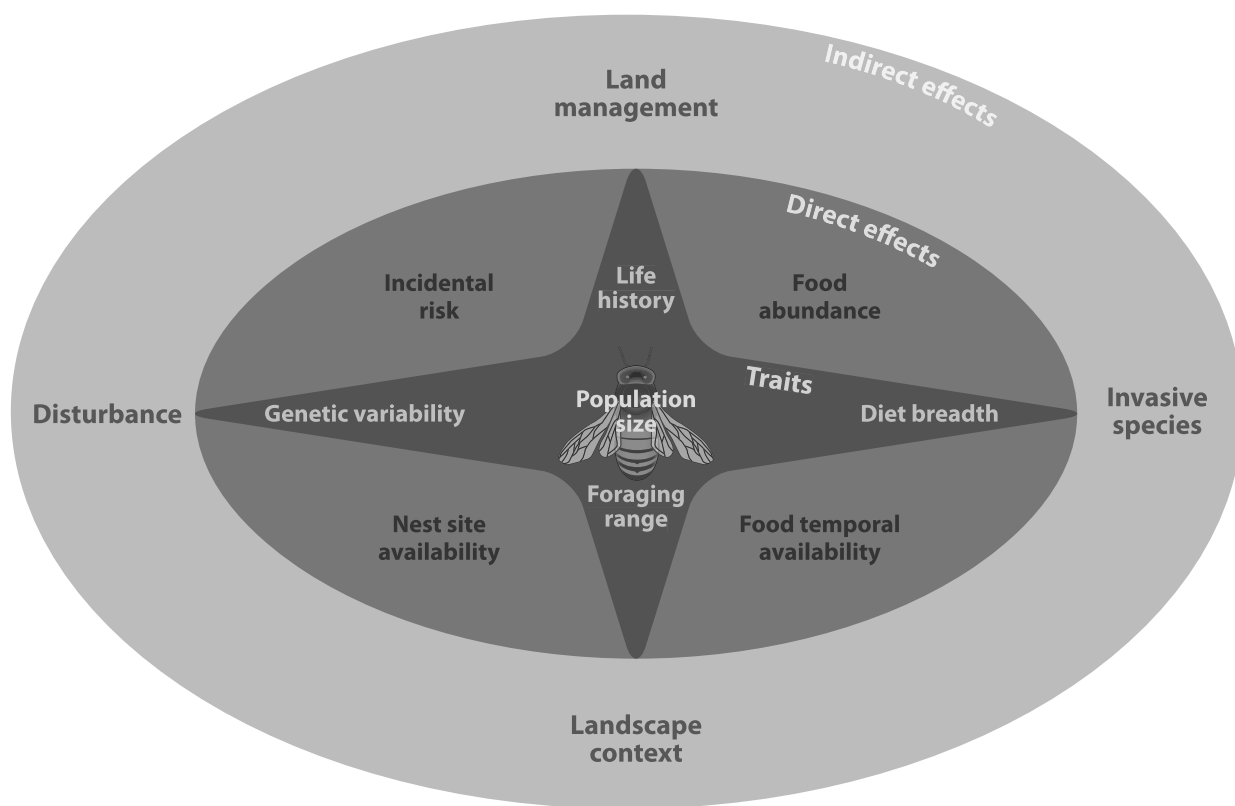 Indirect effects
Land
management
Direct effects
Incidental
risk
Life
history
Food
abundance
Traits
Disturbance
Genetic variability
Population
size
Diet breadth
Invasive
species
Foraging
range
Nest site
availability
Food temporal
availability
Landscape
context